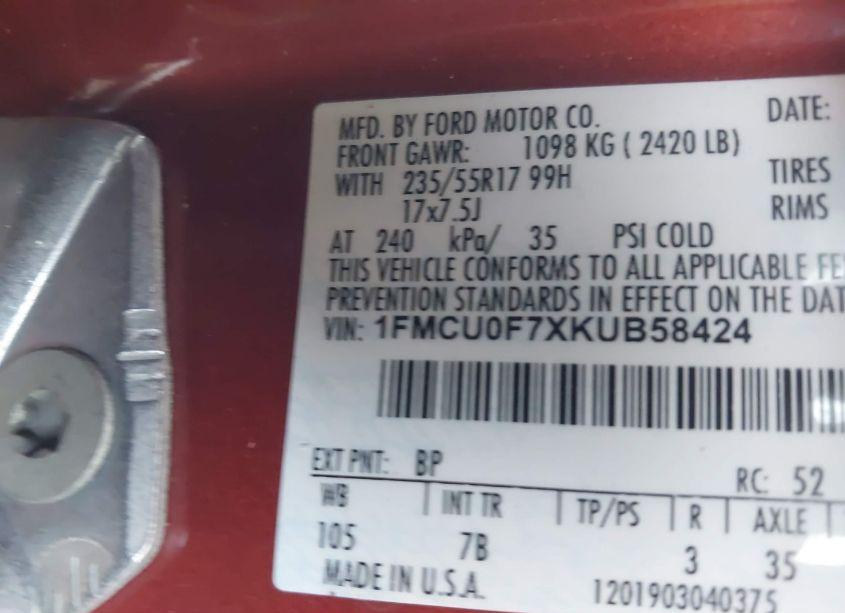 MFD. BY FORD MOTOR CO. DATE:
FRONT GAWR: 1098 KG ( 2420 LB)
WITH 235/55R17 99H TIRES
17x7.5J RIMS
AT 240 kPa/ 35 PSI COLD
THIS VEHICLE CONFORMS TO ALL APPLICABLE FE
PREVENTION STANDARDS IN EFFECT ON THE DAT
VIN: 1FMCU0F7XKUB58424
EXT PNT: BP RC: 52
WB INT TR TP/PS R AXLE
105 7B 3 35
MADE IN U.S.A. 1201903040375